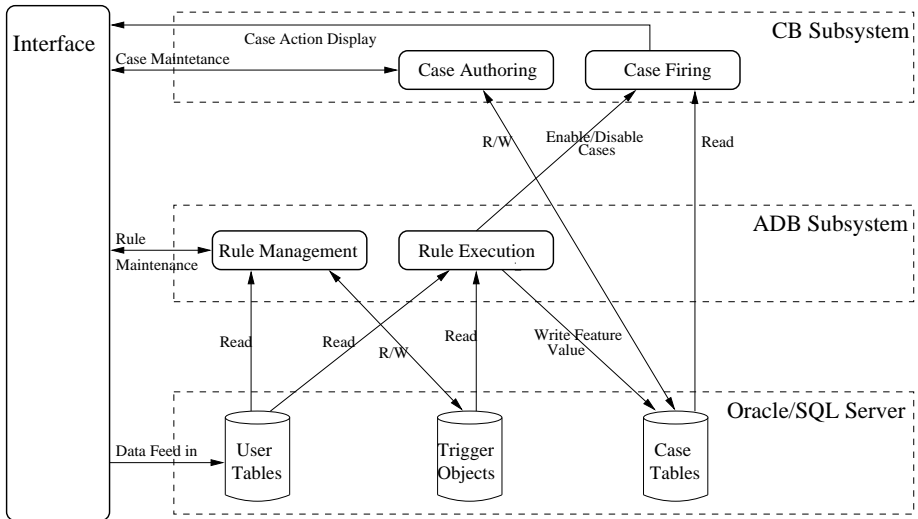 Interface
CB Subsystem
Case Action Display
Case Maintetance
Case Authoring
Case Firing
R/W
Enable/Disable
Cases
Read
ADB Subsystem
Rule
Maintenance
Rule Management
Rule Execution
Read
Read
R/W
Read
Write Feature
Value
Oracle/SQL Server
Data Feed in
User
Tables
Trigger
Objects
Case
Tables